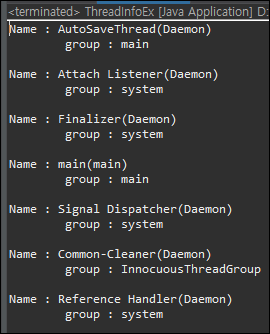 <terminated> ThreadInfoEx [Java Application] D:
Name : AutoSaveThread(Daemon)
group : main
Name : Attach Listener(Daemon)
group : system
Name : Finalizer(Daemon)
group : system
Name : main(main)
group : main
Name : Signal Dispatcher(Daemon)
group : system
Name : Common-Cleaner(Daemon)
group : InnocuousThreadGroup
Name : Reference Handler(Daemon)
group : system